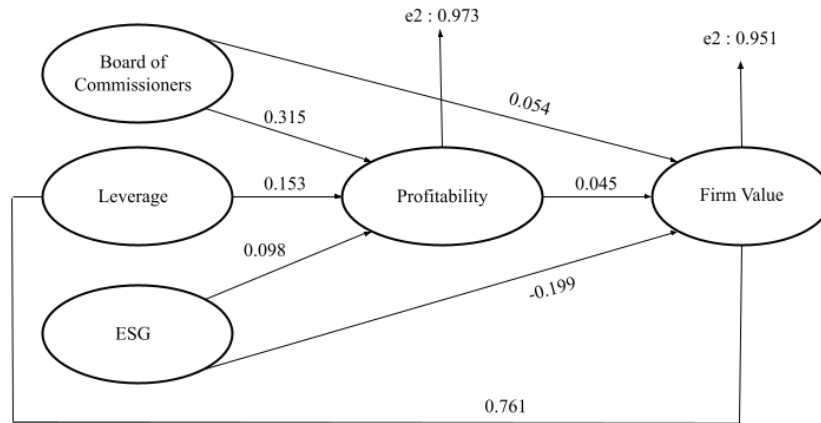 e2 : 0.973
e2 : 0.951
Board of
Commissioners
0.054
0.315
Leverage
0.153
Profitability
0.045
Firm Value
0.098
ESG
-0.199
0.761